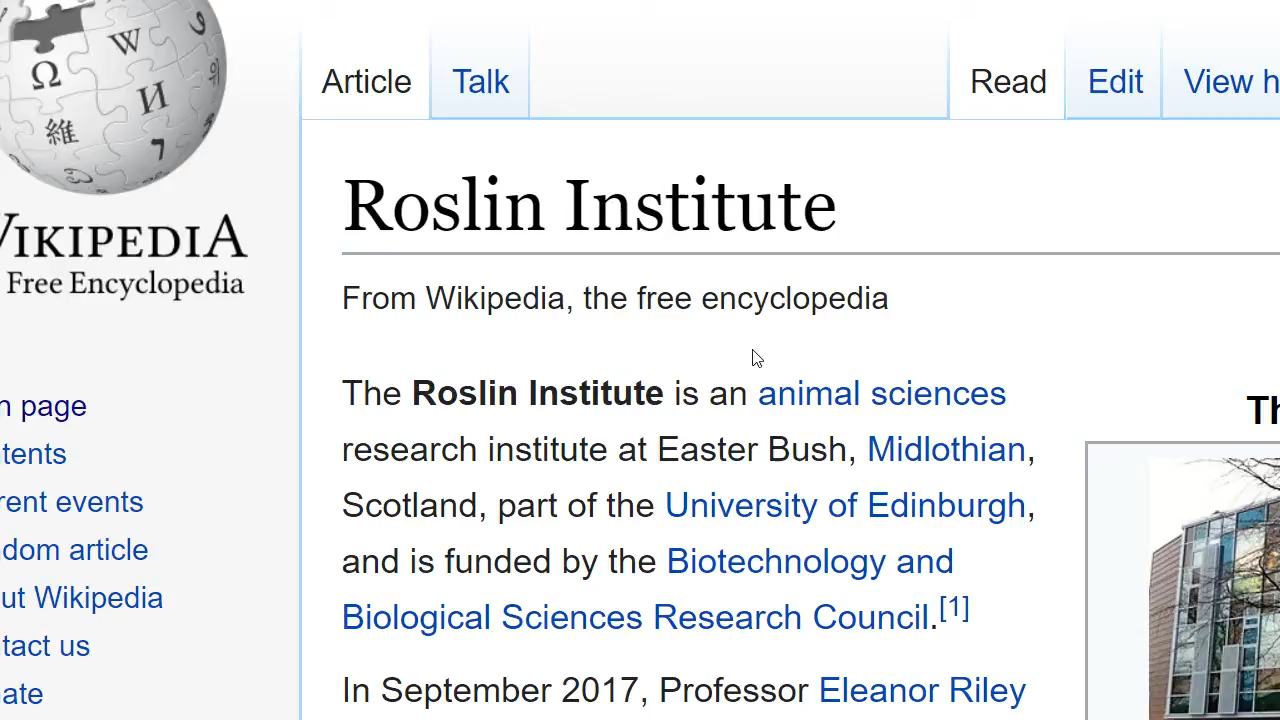 Article Talk Read Edit View h
Roslin Institute
From Wikipedia, the free encyclopedia
The Roslin Institute is an animal sciences
research institute at Easter Bush, Midlothian,
Scotland, part of the University of Edinburgh,
and is funded by the Biotechnology and
Biological Sciences Research Council.[1]
In September 2017, Professor Eleanor Riley
Th
W
Ω
И
維
WIKIPEDIA
Free Encyclopedia
n page
tents
rent events
dom article
ut Wikipedia
ntact us
ate